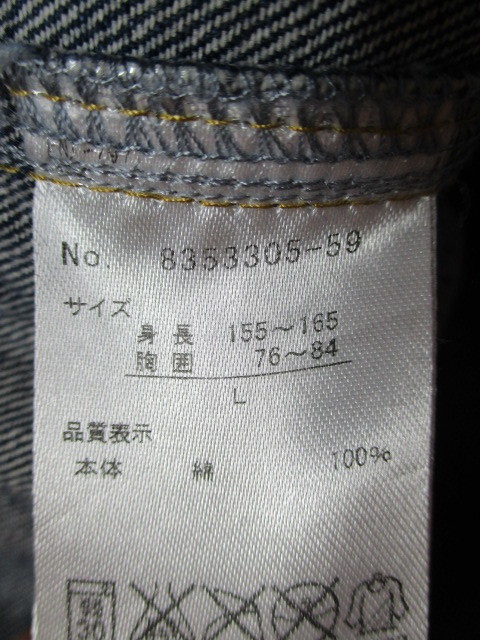 No. 8353305-59
サイズ
身長 155～165
胸囲 76～84
L
品質表示
本体 綿 100%